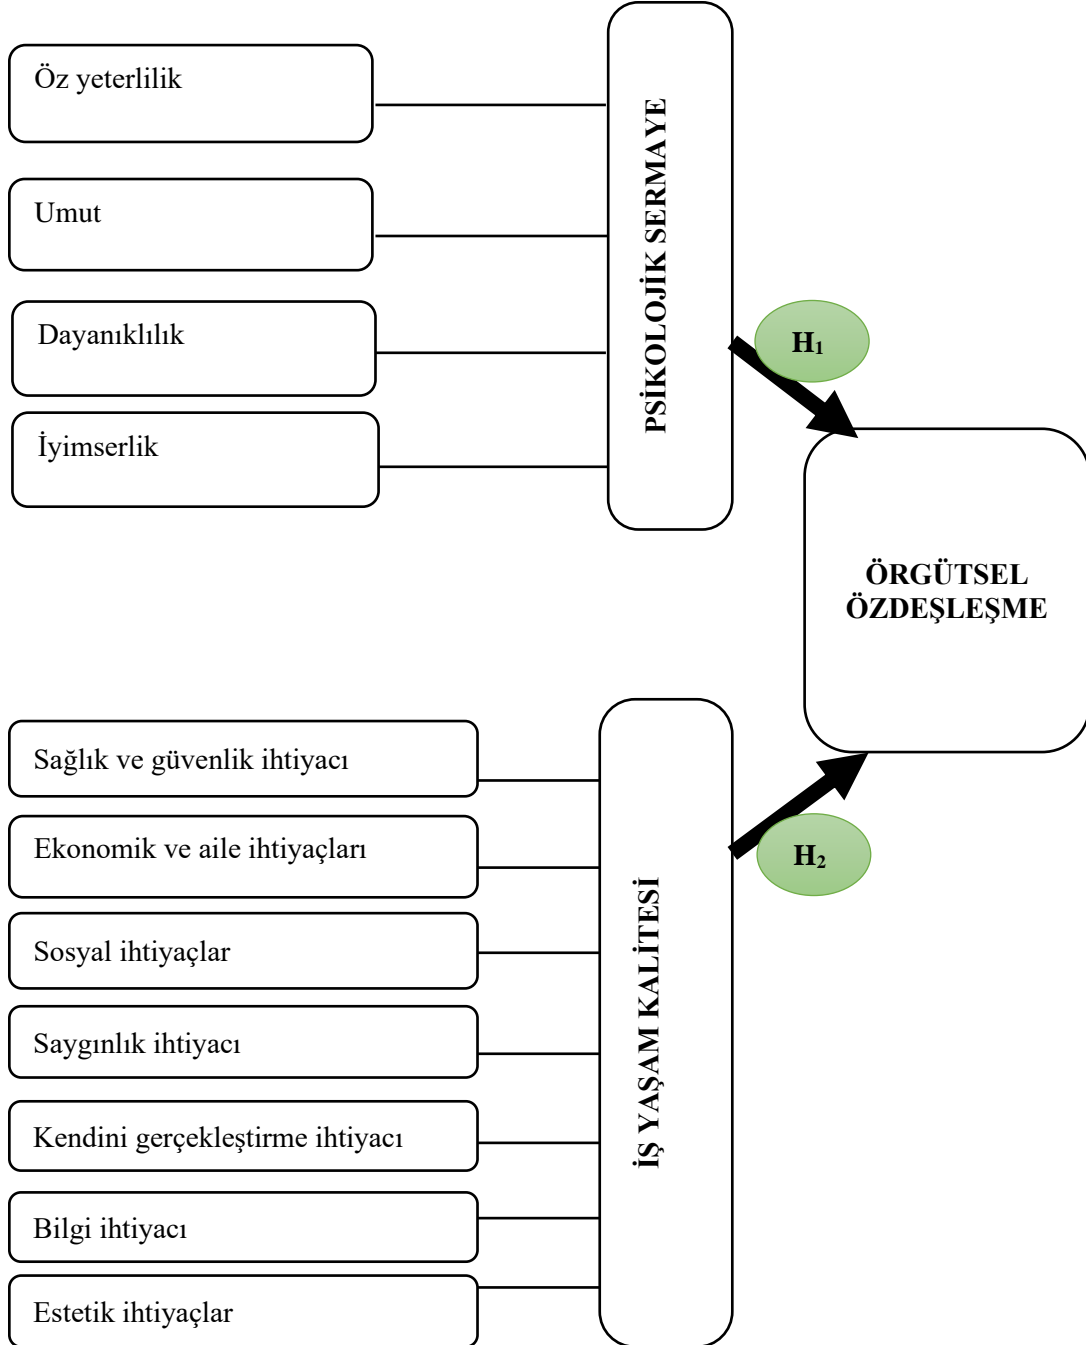 Öz yeterlilik
Umut
Dayanıklılık
İyimserlik
PSİKOLOJİK SERMAYE
H₁
ÖRGÜTSEL
ÖZDEŞLEŞME
Sağlık ve güvenlik ihtiyacı
Ekonomik ve aile ihtiyaçları
Sosyal ihtiyaçlar
Saygınlık ihtiyacı
Kendini gerçekleştirme ihtiyacı
Bilgi ihtiyacı
Estetik ihtiyaçlar
İŞ YAŞAM KALİTESİ
H₂